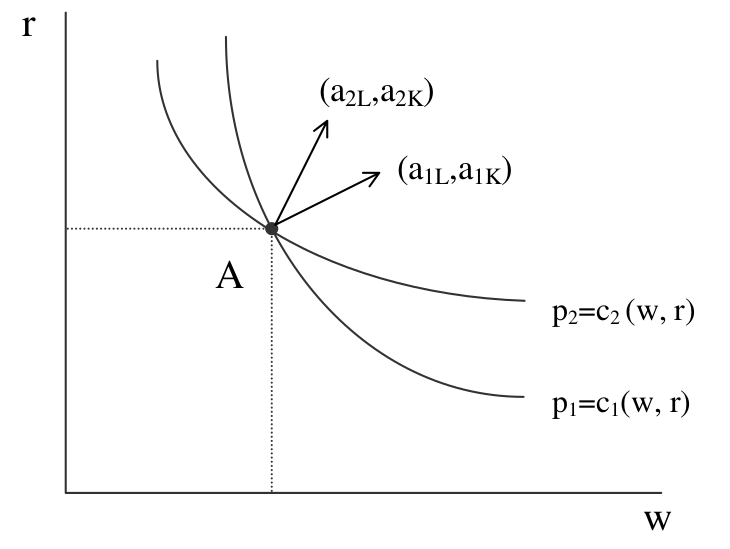 r
(a₂L,a₂K)
(a₁L,a₁K)
A
p₂=c₂(w, r)
p₁=c₁(w, r)
w